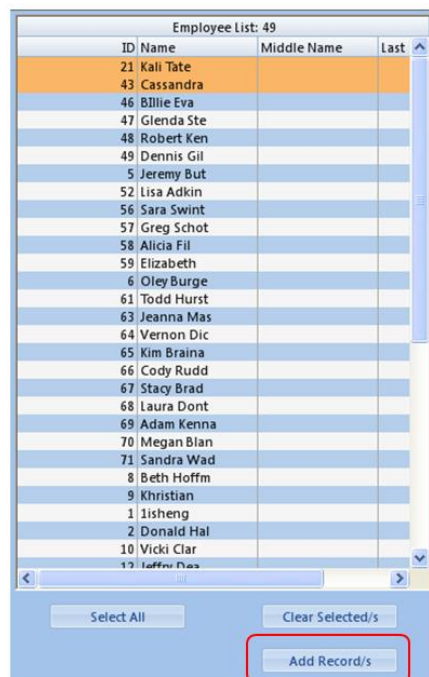 Employee List: 49
ID Name Middle Name Last
21 Kali Tate
43 Cassandra
46 BIllie Eva
47 Glenda Ste
48 Robert Ken
49 Dennis Gil
5 Jeremy But
52 Lisa Adkin
56 Sara Swint
57 Greg Schot
58 Alicia Fil
59 Elizabeth
6 Oley Burge
61 Todd Hurst
63 Jeanna Mas
64 Vernon Dic
65 Kim Braina
66 Cody Rudd
67 Stacy Brad
68 Laura Dont
69 Adam Kenna
70 Megan Blan
71 Sandra Wad
8 Beth Hoffm
9 Khristian
1 1isheng
2 Donald Hal
10 Vicki Clar
12 Jeffry Dea
Select All Clear Selected/s
Add Record/s